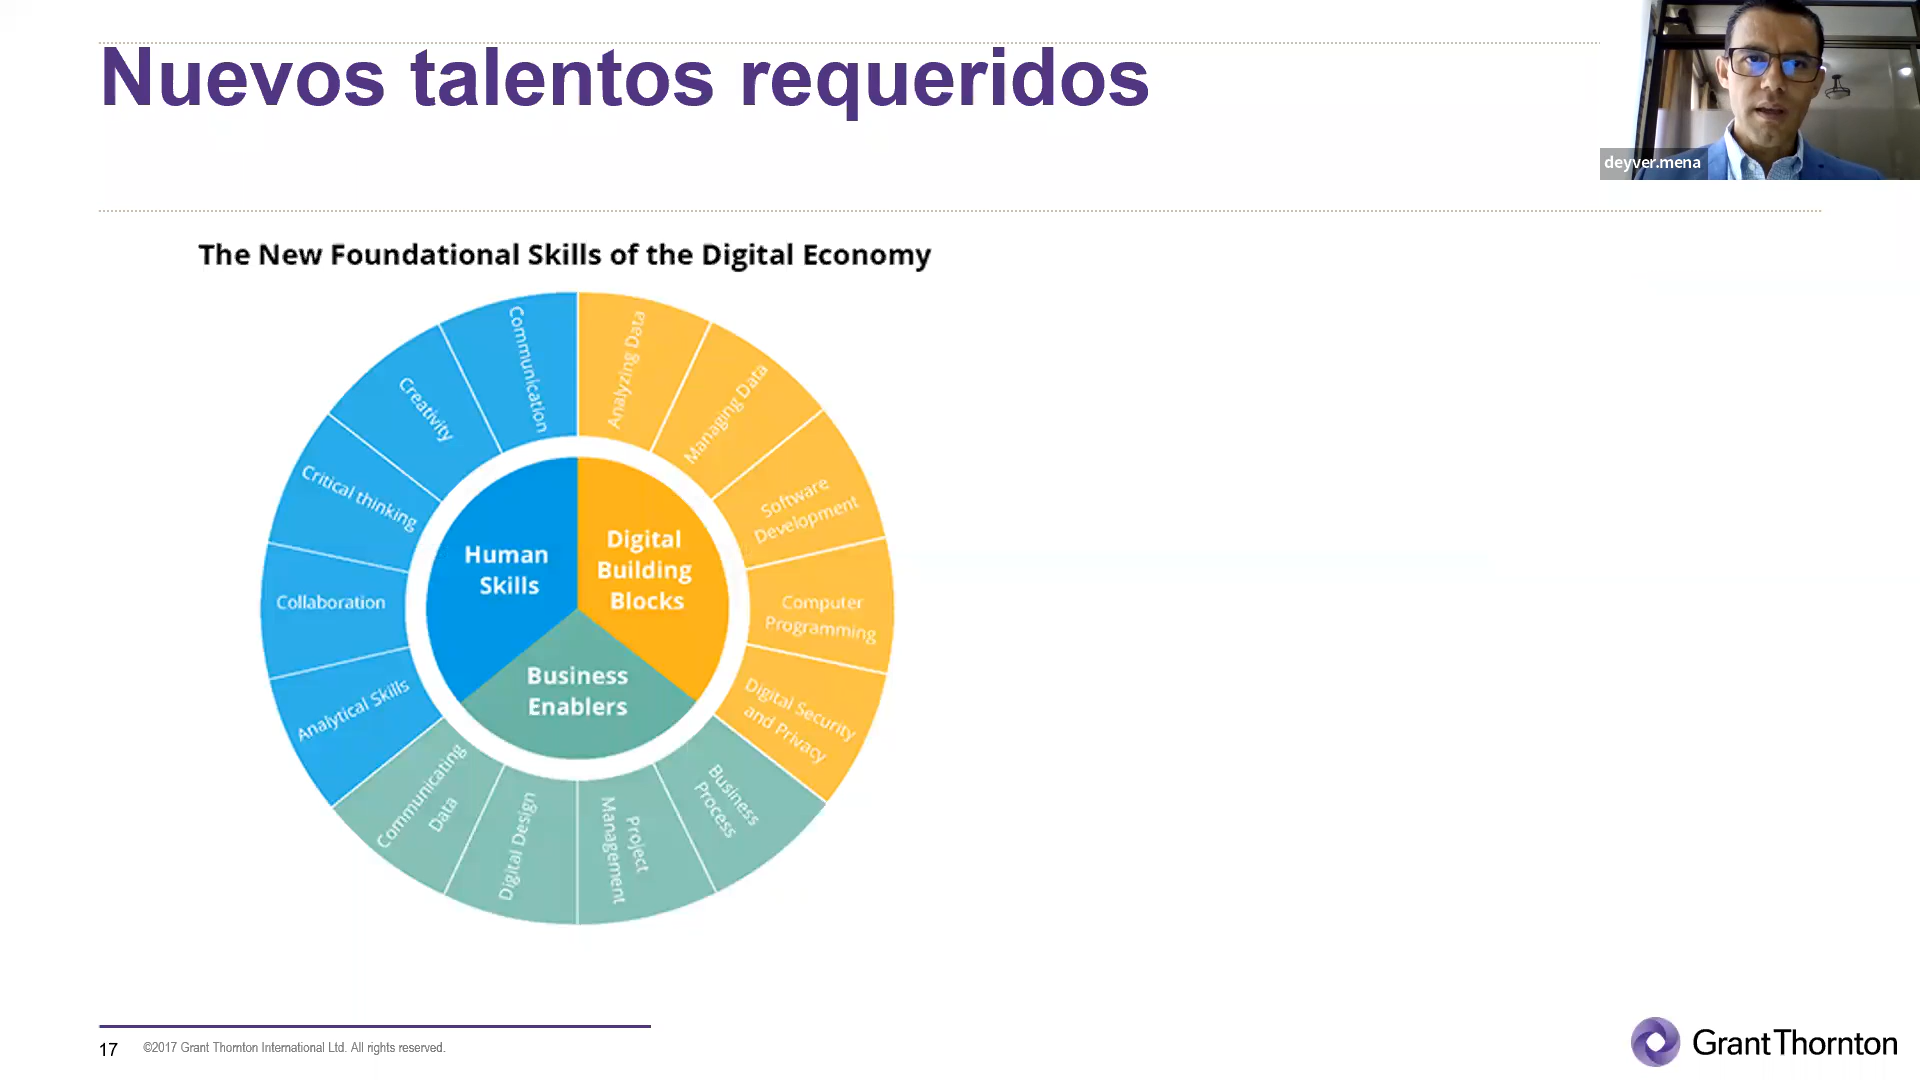 Nuevos talentos requeridos
deyver.mena
The New Foundational Skills of the Digital Economy
Communication
Creativity
Critical thinking
Collaboration
Analytical Skills
Analyzing Data
Managing Data
Software
Development
Computer
Programming
Digital Security
and Privacy
Business
Process
Project
Management
Digital Design
Communicating
Data
Human
Skills
Digital
Building
Blocks
Business
Enablers
17
©2017 Grant Thornton International Ltd. All rights reserved.
Grant Thornton